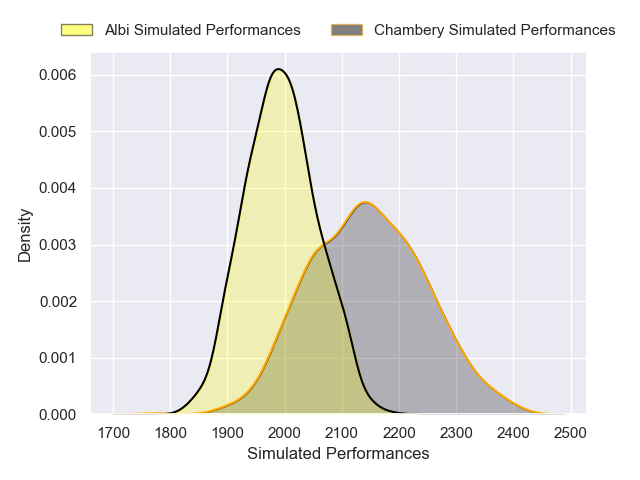 Albi Simulated Performances Chambery Simulated Performances
0.006
0.005
0.004
0.003
0.002
0.001
0.000
Density
1700 1800 1900 2000 2100 2200 2300 2400 2500
Simulated Performances